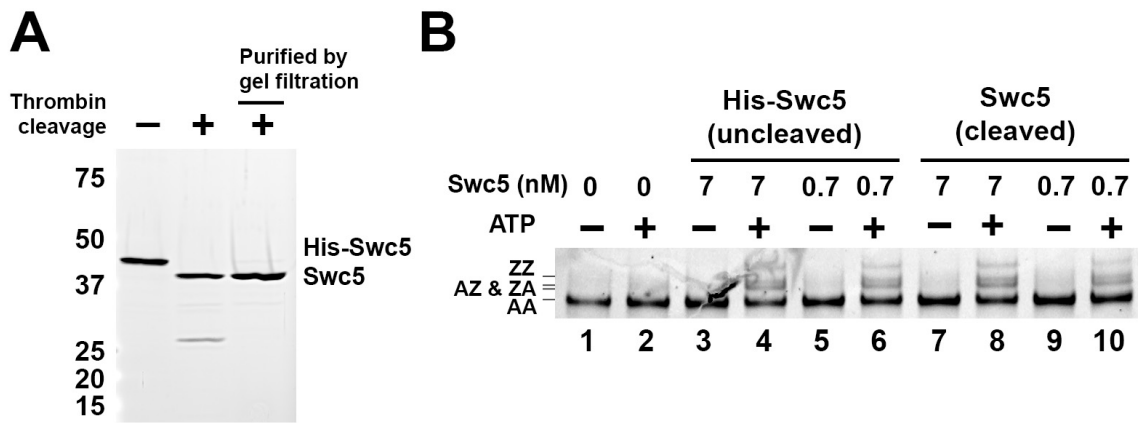 A
Purified by
gel filtration
Thrombin
cleavage
− + +
75
50
37
25
20
15
His-Swc5
Swc5
B
His-Swc5
(uncleaved)
Swc5
(cleaved)
Swc5 (nM) 0 0 7 7 0.7 0.7 7 7 0.7 0.7
ATP − + − + − + − + − +
ZZ
AZ & ZA
AA
1 2 3 4 5 6 7 8 9 10